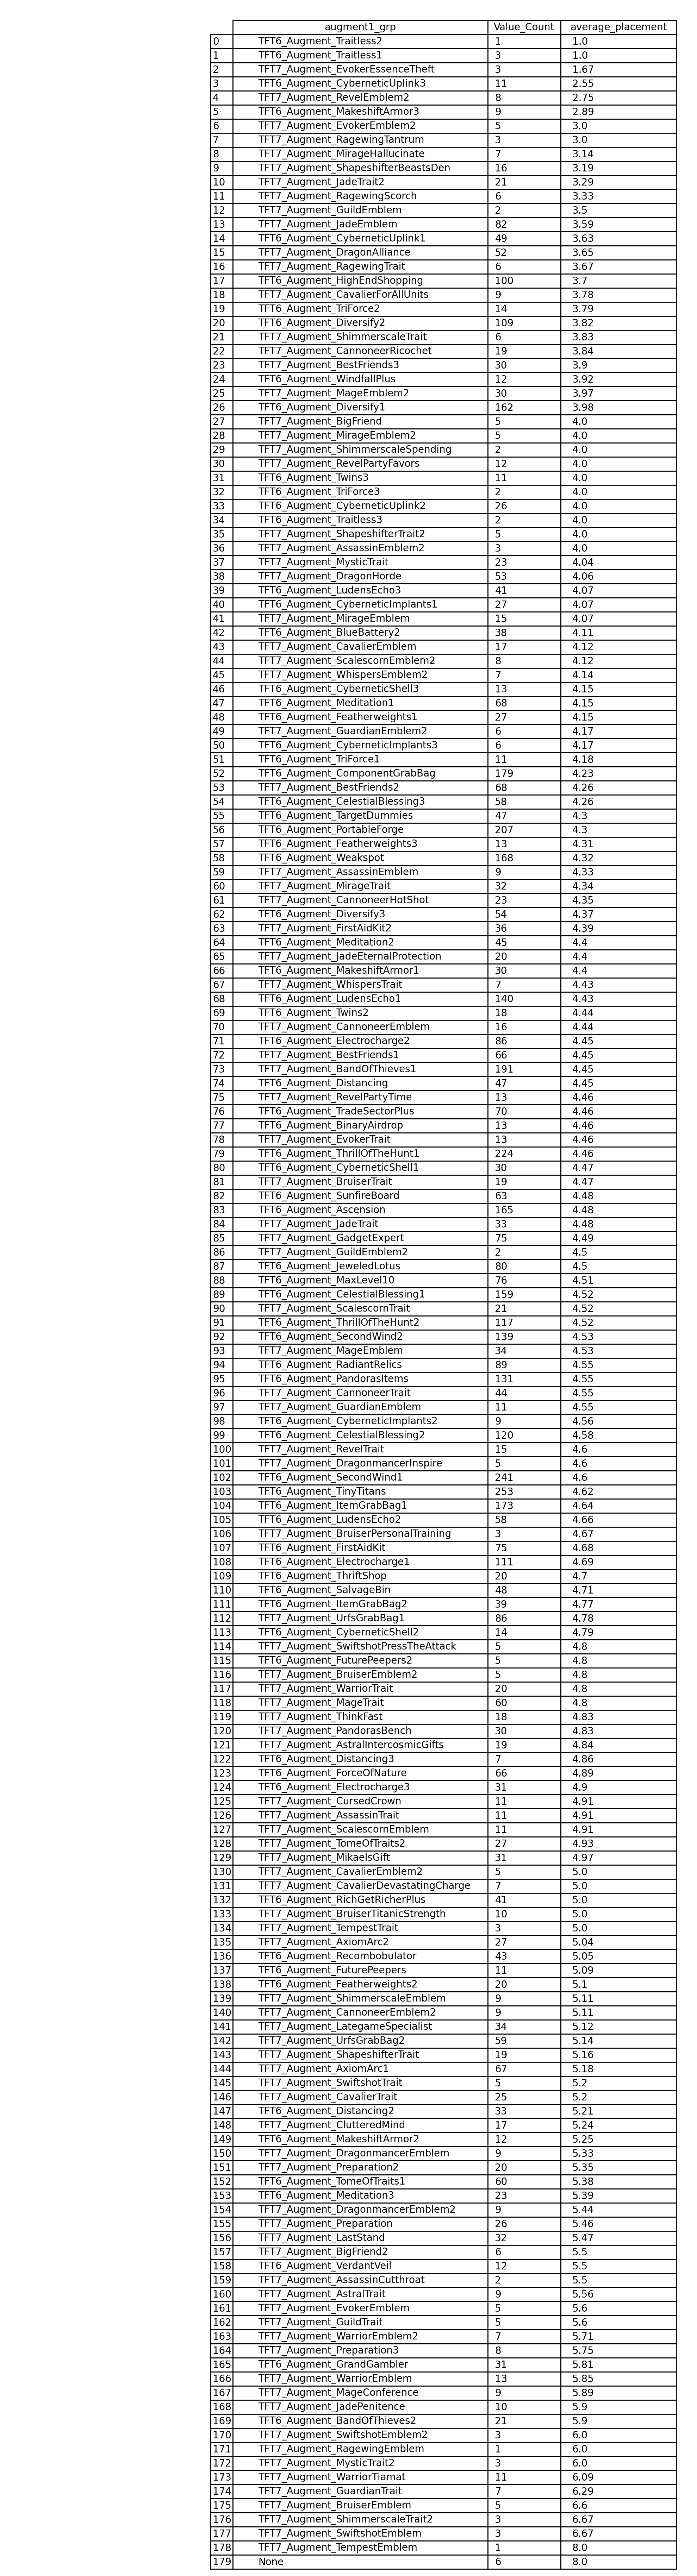 augment1_grp Value_Count average_placement
0 TFT6_Augment_Traitless2 1 1.0
1 TFT6_Augment_Traitless1 3 1.0
2 TFT7_Augment_EvokerEssenceTheft 3 1.67
3 TFT6_Augment_CyberneticUplink3 11 2.55
4 TFT7_Augment_RevelEmblem2 8 2.75
5 TFT6_Augment_MakeshiftArmor3 9 2.89
6 TFT7_Augment_EvokerEmblem2 5 3.0
7 TFT7_Augment_RagewingTantrum 3 3.0
8 TFT7_Augment_MirageHallucinate 7 3.14
9 TFT7_Augment_ShapeshifterBeastsDen 16 3.19
10 TFT7_Augment_JadeTrait2 21 3.29
11 TFT7_Augment_RagewingScorch 6 3.33
12 TFT7_Augment_GuildEmblem 2 3.5
13 TFT7_Augment_JadeEmblem 82 3.59
14 TFT6_Augment_CyberneticUplink1 49 3.63
15 TFT7_Augment_DragonAlliance 52 3.65
16 TFT7_Augment_RagewingTrait 6 3.67
17 TFT6_Augment_HighEndShopping 100 3.7
18 TFT7_Augment_CavalierForAllUnits 9 3.78
19 TFT6_Augment_TriForce2 14 3.79
20 TFT6_Augment_Diversify2 109 3.82
21 TFT7_Augment_ShimmerscaleTrait 6 3.83
22 TFT7_Augment_CannoneerRicochet 19 3.84
23 TFT7_Augment_BestFriends3 30 3.9
24 TFT6_Augment_WindfallPlus 12 3.92
25 TFT7_Augment_MageEmblem2 30 3.97
26 TFT6_Augment_Diversify1 162 3.98
27 TFT7_Augment_BigFriend 5 4.0
28 TFT7_Augment_MirageEmblem2 5 4.0
29 TFT7_Augment_ShimmerscaleSpending 2 4.0
30 TFT7_Augment_RevelPartyFavors 12 4.0
31 TFT6_Augment_Twins3 11 4.0
32 TFT6_Augment_TriForce3 2 4.0
33 TFT6_Augment_CyberneticUplink2 26 4.0
34 TFT6_Augment_Traitless3 2 4.0
35 TFT7_Augment_ShapeshifterTrait2 5 4.0
36 TFT7_Augment_AssassinEmblem2 3 4.0
37 TFT7_Augment_MysticTrait 23 4.04
38 TFT7_Augment_DragonHorde 53 4.06
39 TFT6_Augment_LudensEcho3 41 4.07
40 TFT6_Augment_CyberneticImplants1 27 4.07
41 TFT7_Augment_MirageEmblem 15 4.07
42 TFT6_Augment_BlueBattery2 38 4.11
43 TFT7_Augment_CavalierEmblem 17 4.12
44 TFT7_Augment_ScalescornEmblem2 8 4.12
45 TFT7_Augment_WhispersEmblem2 7 4.14
46 TFT6_Augment_CyberneticShell3 13 4.15
47 TFT6_Augment_Meditation1 68 4.15
48 TFT6_Augment_Featherweights1 27 4.15
49 TFT7_Augment_GuardianEmblem2 6 4.17
50 TFT6_Augment_CyberneticImplants3 6 4.17
51 TFT6_Augment_TriForce1 11 4.18
52 TFT6_Augment_ComponentGrabBag 179 4.23
53 TFT7_Augment_BestFriends2 68 4.26
54 TFT6_Augment_CelestialBlessing3 58 4.26
55 TFT6_Augment_TargetDummies 47 4.3
56 TFT6_Augment_PortableForge 207 4.3
57 TFT6_Augment_Featherweights3 13 4.31
58 TFT6_Augment_Weakspot 168 4.32
59 TFT7_Augment_AssassinEmblem 9 4.33
60 TFT7_Augment_MirageTrait 32 4.34
61 TFT7_Augment_CannoneerHotShot 23 4.35
62 TFT6_Augment_Diversify3 54 4.37
63 TFT7_Augment_FirstAidKit2 36 4.39
64 TFT6_Augment_Meditation2 45 4.4
65 TFT7_Augment_JadeEternalProtection 20 4.4
66 TFT6_Augment_MakeshiftArmor1 30 4.4
67 TFT7_Augment_WhispersTrait 7 4.43
68 TFT6_Augment_LudensEcho1 140 4.43
69 TFT6_Augment_Twins2 18 4.44
70 TFT7_Augment_CannoneerEmblem 16 4.44
71 TFT6_Augment_Electrocharge2 86 4.45
72 TFT7_Augment_BestFriends1 66 4.45
73 TFT7_Augment_BandOfThieves1 191 4.45
74 TFT6_Augment_Distancing 47 4.45
75 TFT7_Augment_RevelPartyTime 13 4.46
76 TFT6_Augment_TradeSectorPlus 70 4.46
77 TFT6_Augment_BinaryAirdrop 13 4.46
78 TFT7_Augment_EvokerTrait 13 4.46
79 TFT6_Augment_ThrillOfTheHunt1 224 4.46
80 TFT6_Augment_CyberneticShell1 30 4.47
81 TFT7_Augment_BruiserTrait 19 4.47
82 TFT6_Augment_SunfireBoard 63 4.48
83 TFT6_Augment_Ascension 165 4.48
84 TFT7_Augment_JadeTrait 33 4.48
85 TFT7_Augment_GadgetExpert 75 4.49
86 TFT7_Augment_GuildEmblem2 2 4.5
87 TFT6_Augment_JeweledLotus 80 4.5
88 TFT7_Augment_MaxLevel10 76 4.51
89 TFT6_Augment_CelestialBlessing1 159 4.52
90 TFT7_Augment_ScalescornTrait 21 4.52
91 TFT6_Augment_ThrillOfTheHunt2 117 4.52
92 TFT6_Augment_SecondWind2 139 4.53
93 TFT7_Augment_MageEmblem 34 4.53
94 TFT6_Augment_RadiantRelics 89 4.55
95 TFT6_Augment_PandorasItems 131 4.55
96 TFT7_Augment_CannoneerTrait 44 4.55
97 TFT7_Augment_GuardianEmblem 11 4.55
98 TFT6_Augment_CyberneticImplants2 9 4.56
99 TFT6_Augment_CelestialBlessing2 120 4.58
100 TFT7_Augment_RevelTrait 15 4.6
101 TFT7_Augment_DragonmancerInspire 5 4.6
102 TFT6_Augment_SecondWind1 241 4.6
103 TFT6_Augment_TinyTitans 253 4.62
104 TFT6_Augment_ItemGrabBag1 173 4.64
105 TFT6_Augment_LudensEcho2 58 4.66
106 TFT7_Augment_BruiserPersonalTraining 3 4.67
107 TFT6_Augment_FirstAidKit 75 4.68
108 TFT6_Augment_Electrocharge1 111 4.69
109 TFT6_Augment_ThriftShop 20 4.7
110 TFT6_Augment_SalvageBin 48 4.71
111 TFT6_Augment_ItemGrabBag2 39 4.77
112 TFT7_Augment_UrfsGrabBag1 86 4.78
113 TFT6_Augment_CyberneticShell2 14 4.79
114 TFT7_Augment_SwiftshotPressTheAttack 5 4.8
115 TFT6_Augment_FuturePeepers2 5 4.8
116 TFT7_Augment_BruiserEmblem2 5 4.8
117 TFT7_Augment_WarriorTrait 20 4.8
118 TFT7_Augment_MageTrait 60 4.8
119 TFT7_Augment_ThinkFast 18 4.83
120 TFT7_Augment_PandorasBench 30 4.83
121 TFT7_Augment_AstralIntercosmicGifts 19 4.84
122 TFT6_Augment_Distancing3 7 4.86
123 TFT6_Augment_ForceOfNature 66 4.89
124 TFT6_Augment_Electrocharge3 31 4.9
125 TFT7_Augment_CursedCrown 11 4.91
126 TFT7_Augment_AssassinTrait 11 4.91
127 TFT7_Augment_ScalescornEmblem 11 4.91
128 TFT7_Augment_TomeOfTraits2 27 4.93
129 TFT7_Augment_MikaelsGift 31 4.97
130 TFT7_Augment_CavalierEmblem2 5 5.0
131 TFT7_Augment_CavalierDevastatingCharge 7 5.0
132 TFT6_Augment_RichGetRicherPlus 41 5.0
133 TFT7_Augment_BruiserTitanicStrength 10 5.0
134 TFT7_Augment_TempestTrait 3 5.0
135 TFT7_Augment_AxiomArc2 27 5.04
136 TFT6_Augment_Recombobulator 43 5.05
137 TFT6_Augment_FuturePeepers 11 5.09
138 TFT6_Augment_Featherweights2 20 5.1
139 TFT7_Augment_ShimmerscaleEmblem 9 5.11
140 TFT7_Augment_CannoneerEmblem2 9 5.11
141 TFT7_Augment_LategameSpecialist 34 5.12
142 TFT7_Augment_UrfsGrabBag2 59 5.14
143 TFT7_Augment_ShapeshifterTrait 19 5.16
144 TFT7_Augment_AxiomArc1 67 5.18
145 TFT7_Augment_SwiftshotTrait 5 5.2
146 TFT7_Augment_CavalierTrait 25 5.2
147 TFT6_Augment_Distancing2 33 5.21
148 TFT7_Augment_ClutteredMind 17 5.24
149 TFT6_Augment_MakeshiftArmor2 12 5.25
150 TFT7_Augment_DragonmancerEmblem 9 5.33
151 TFT7_Augment_Preparation2 20 5.35
152 TFT6_Augment_TomeOfTraits1 60 5.38
153 TFT6_Augment_Meditation3 23 5.39
154 TFT7_Augment_DragonmancerEmblem2 9 5.44
155 TFT7_Augment_Preparation 26 5.46
156 TFT7_Augment_LastStand 32 5.47
157 TFT7_Augment_BigFriend2 6 5.5
158 TFT6_Augment_VerdantVeil 12 5.5
159 TFT7_Augment_AssassinCutthroat 2 5.5
160 TFT7_Augment_AstralTrait 9 5.56
161 TFT7_Augment_EvokerEmblem 5 5.6
162 TFT7_Augment_GuildTrait 5 5.6
163 TFT7_Augment_WarriorEmblem2 7 5.71
164 TFT7_Augment_Preparation3 8 5.75
165 TFT6_Augment_GrandGambler 31 5.81
166 TFT7_Augment_WarriorEmblem 13 5.85
167 TFT7_Augment_MageConference 9 5.89
168 TFT7_Augment_JadePenitence 10 5.9
169 TFT6_Augment_BandOfThieves2 21 5.9
170 TFT7_Augment_SwiftshotEmblem2 3 6.0
171 TFT7_Augment_RagewingEmblem 1 6.0
172 TFT7_Augment_MysticTrait2 3 6.0
173 TFT7_Augment_WarriorTiamat 11 6.09
174 TFT7_Augment_GuardianTrait 7 6.29
175 TFT7_Augment_BruiserEmblem 5 6.6
176 TFT7_Augment_ShimmerscaleTrait2 3 6.67
177 TFT7_Augment_SwiftshotEmblem 3 6.67
178 TFT7_Augment_TempestEmblem 1 8.0
179 None 6 8.0